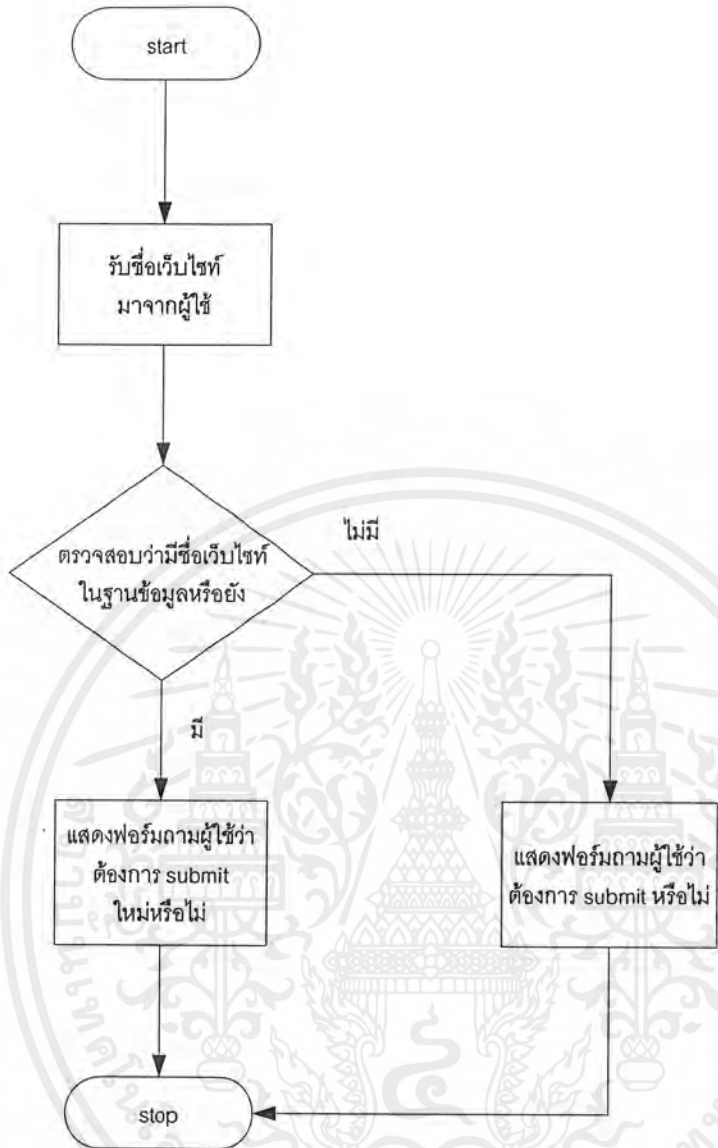 start
รับชื่อเว็บไซท์
มาจากผู้ใช้
ตรวจสอบว่ามีชื่อเว็บไซท์
ในฐานข้อมูลหรือยัง
ไม่มี
มี
แสดงฟอร์มถามผู้ใช้ว่า
ต้องการ submit
ใหม่หรือไม่
แสดงฟอร์มถามผู้ใช้ว่า
ต้องการ submit หรือไม่
stop